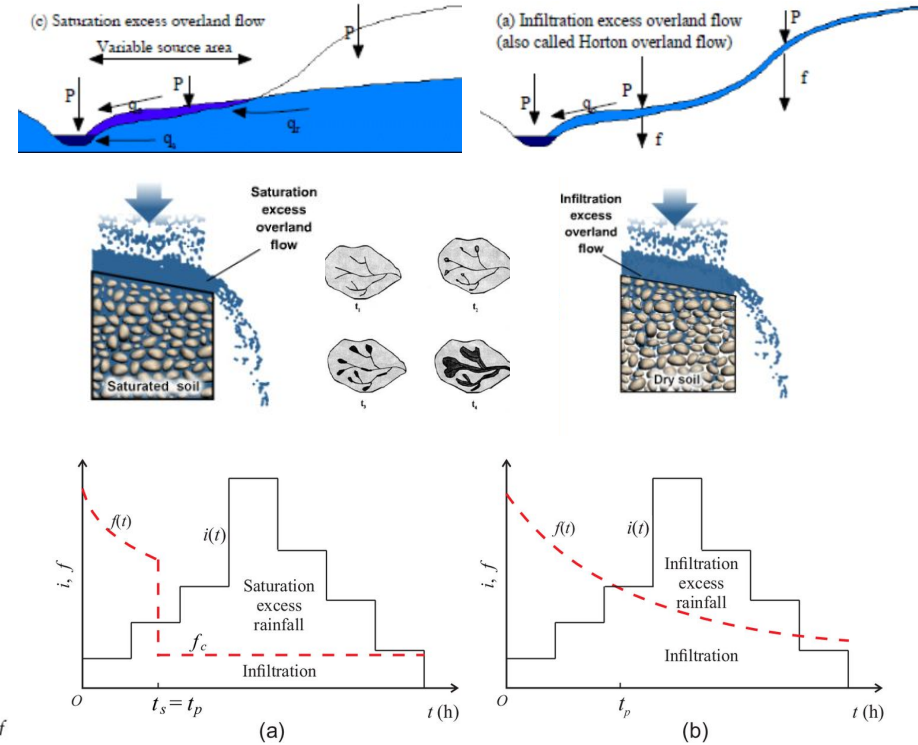 (c) Saturation excess overland flow
Variable source area
P
P
P
q
qr
qs
(a) Infiltration excess overland flow
(also called Horton overland flow)
P
P
P
f
f
q
Saturation
excess
overland
flow
Saturated soil
t1
t2
t3
t4
Infiltration
excess
overland
flow
Dry soil
i, f
f(t)
i(t)
Saturation
excess
rainfall
fc
Infiltration
O
ts = tp
t (h)
(a)
f
i, f
f(t)
i(t)
Infiltration
excess
rainfall
Infiltration
O
tp
t (h)
(b)